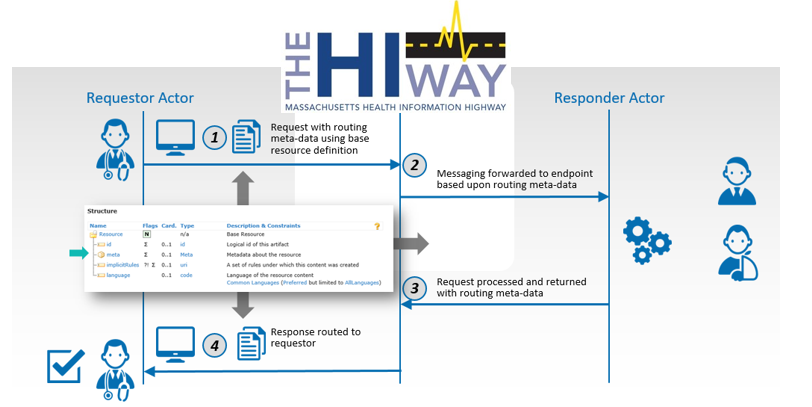 THE HIWAY
MASSACHUSETTS HEALTH INFORMATION HIGHWAY
Requestor Actor
Responder Actor
1
Request with routing
meta-data using base
resource definition
2
Messaging forwarded to endpoint
based upon routing meta-data
Structure
Name Flags Card. Type Description & Constraints ?
Resource N n/a Base Resource
id Σ 0..1 id Logical id of this artifact
meta Σ 0..1 Meta Metadata about the resource
implicitRules ?! Σ 0..1 uri A set of rules under which this content was created
language 0..1 code Language of the resource content
Common Languages (Preferred but limited to AllLanguages)
3
Request processed and returned
with routing meta-data
4
Response routed to
requestor